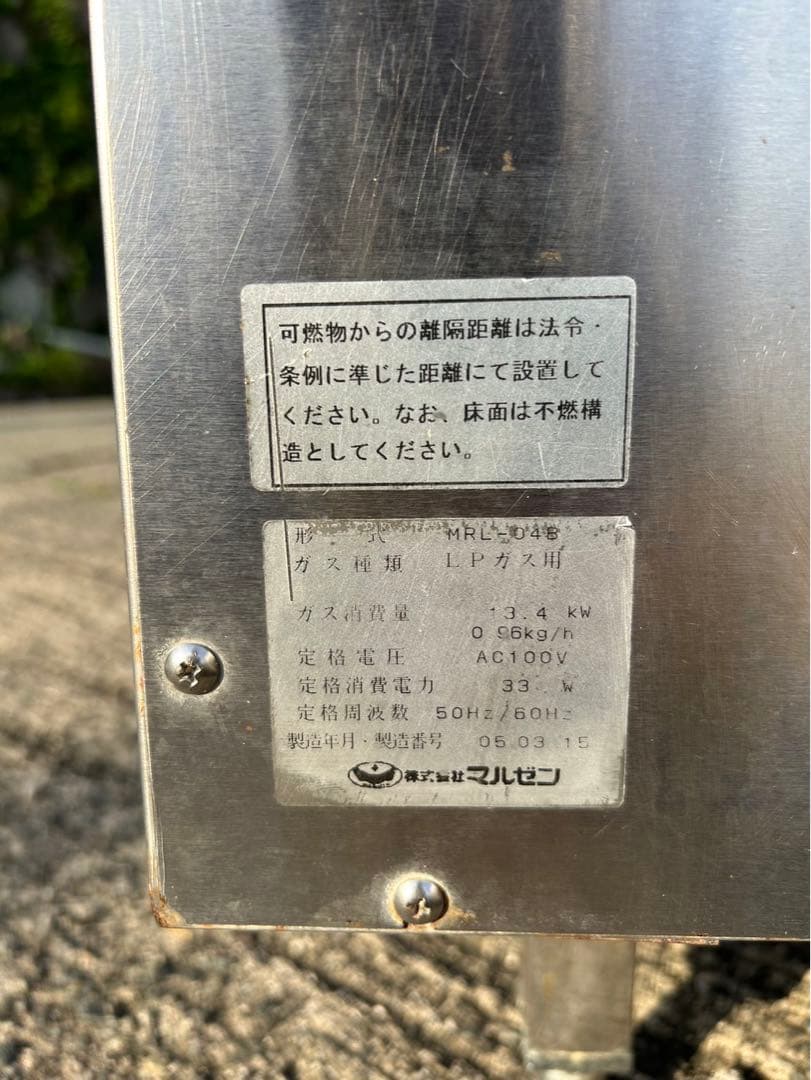 可燃物からの離隔距離は法令・
条例に準じた距離にて設置して
ください。なお、床面は不燃構
造としてください。
形 式 MRL-04B
ガス種類 LPガス用
ガス消費量 13.4 kW
0.96kg/h
定格電圧 AC100V
定格消費電力 33 W
定格周波数 50Hz/60Hz
製造年月・製造番号 05.03 15
株式会社マルゼン